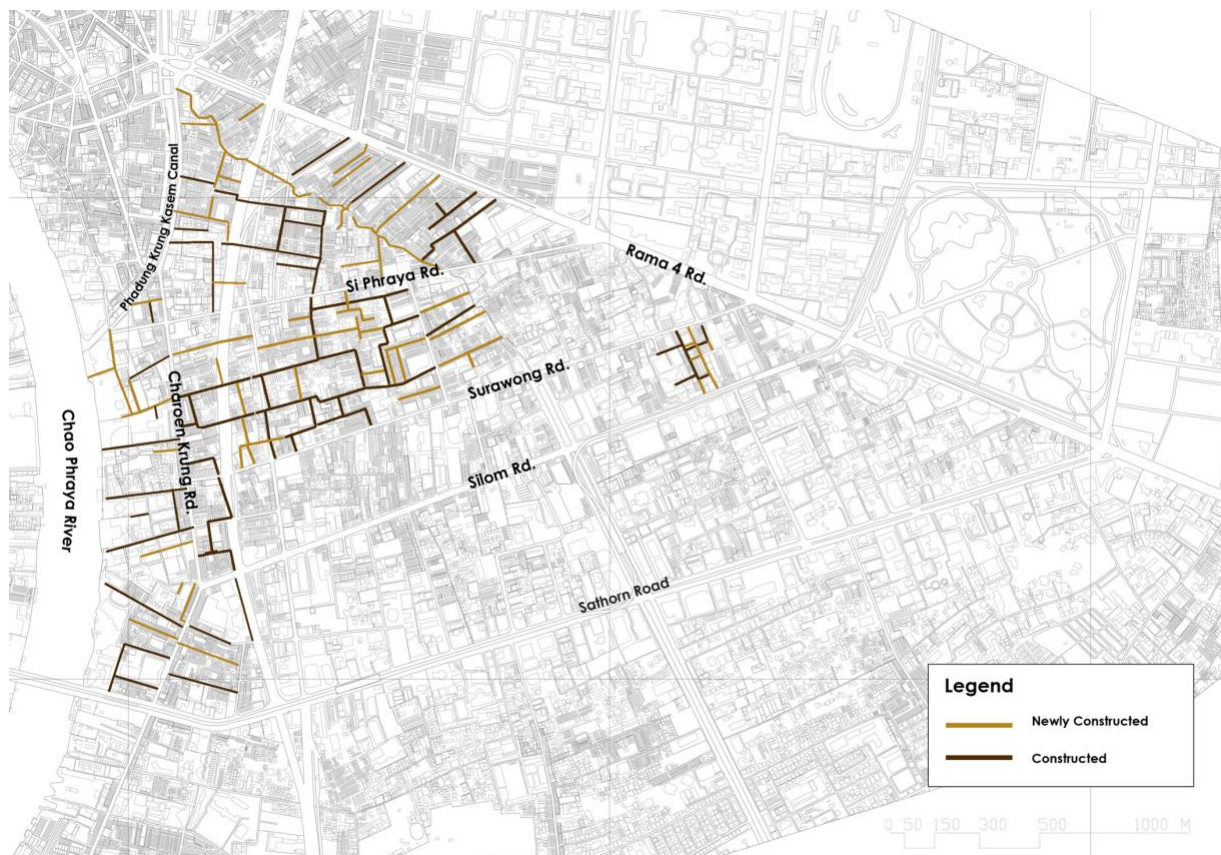 Phadung Krung Kasem Canal
Rama 4 Rd.
Si Phraya Rd.
Surawong Rd.
Charoen Krung Rd.
Chao Phraya River
Silom Rd.
Sathorn Road
Legend
Newly Constructed
Constructed
0 50 150 300 500 1000 M